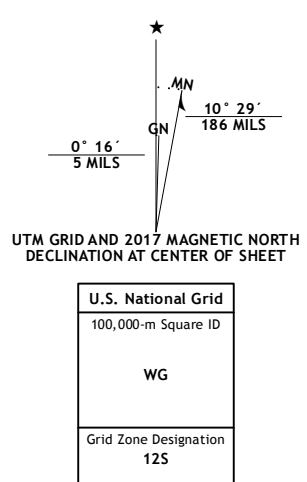 ★
MN
GN
10° 29´
186 MILS
0° 16´
5 MILS
UTM GRID AND 2017 MAGNETIC NORTH
DECLINATION AT CENTER OF SHEET
U.S. National Grid
100,000-m Square ID
WG
Grid Zone Designation
12S